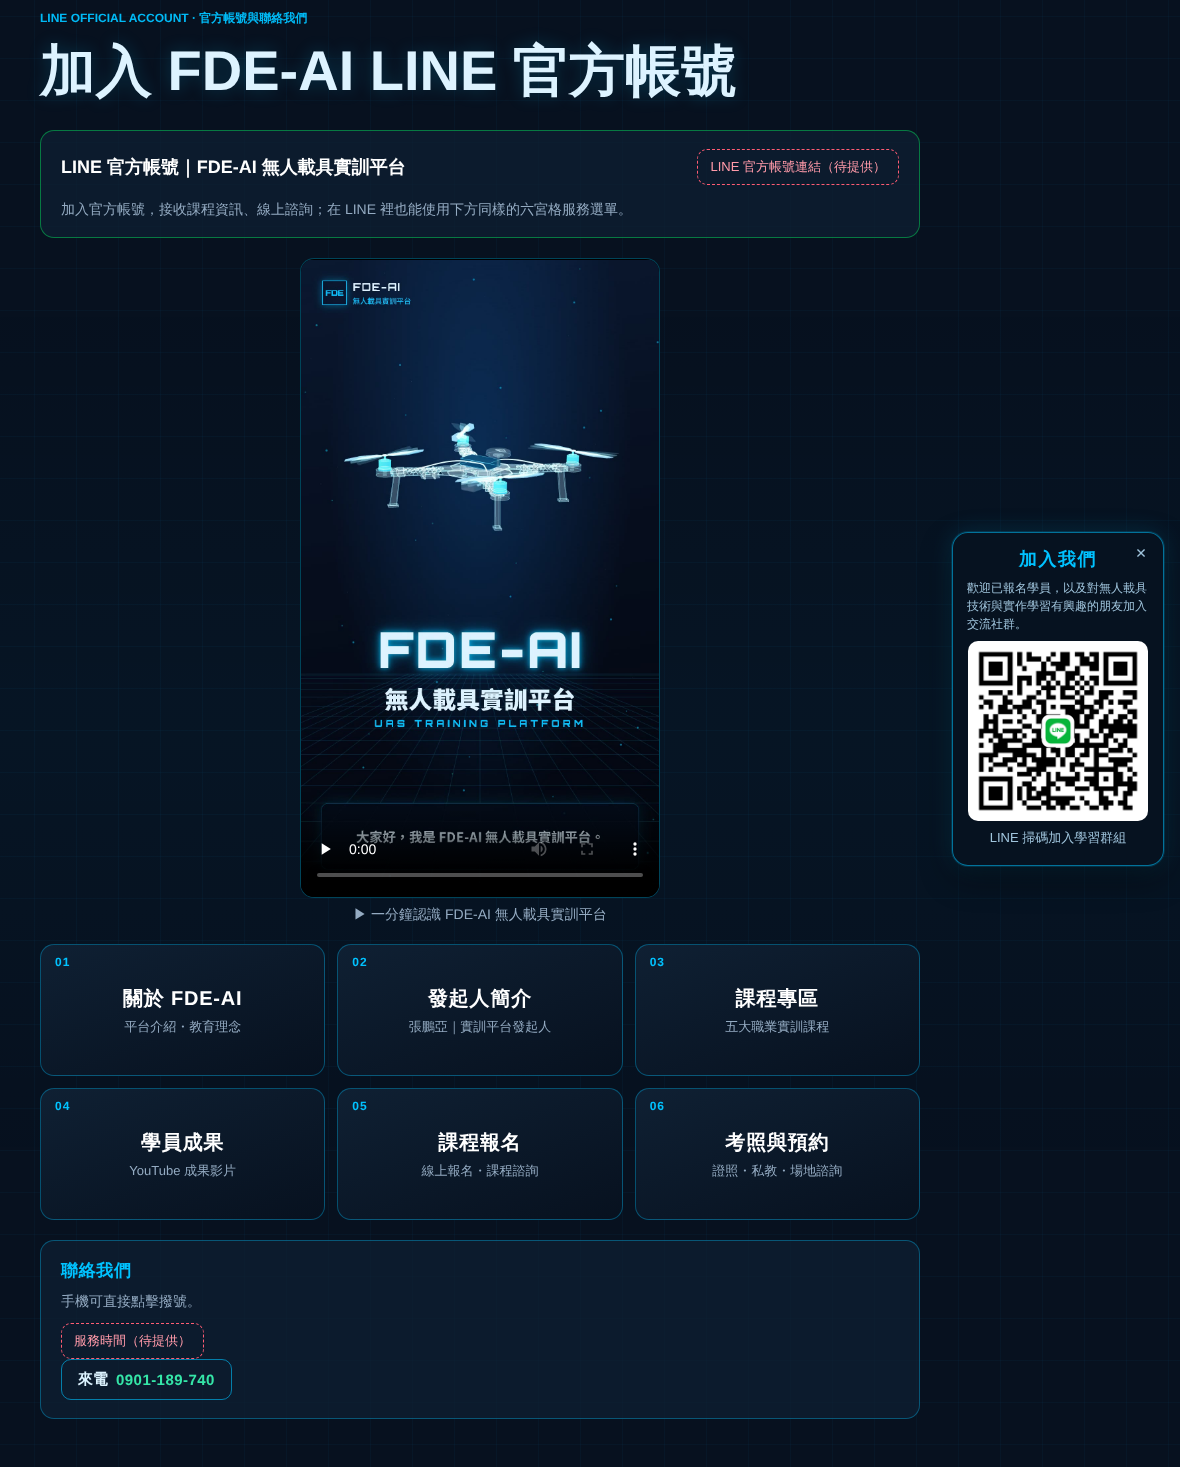 LINE OFFICIAL ACCOUNT · 官方帳號與聯絡我們
加入 FDE-AI LINE 官方帳號
LINE 官方帳號｜FDE-AI 無人載具實訓平台
LINE 官方帳號連結（待提供）
加入官方帳號，接收課程資訊、線上諮詢；在 LINE 裡也能使用下方同樣的六宮格服務選單。
FDE
FDE-AI
無人載具實訓平台
FDE-AI
無人載具實訓平台
UAS TRAINING PLATFORM
大家好，我是 FDE-AI 無人載具實訓平台。
0:00
▶ 一分鐘認識 FDE-AI 無人載具實訓平台
加入我們
×
歡迎已報名學員，以及對無人載具
技術與實作學習有興趣的朋友加入
交流社群。
LINE
LINE 掃碼加入學習群組
01
關於 FDE-AI
平台介紹・教育理念
02
發起人簡介
張鵬亞｜實訓平台發起人
03
課程專區
五大職業實訓課程
04
學員成果
YouTube 成果影片
05
課程報名
線上報名・課程諮詢
06
考照與預約
證照・私教・場地諮詢
聯絡我們
手機可直接點擊撥號。
服務時間（待提供）
來電 0901-189-740